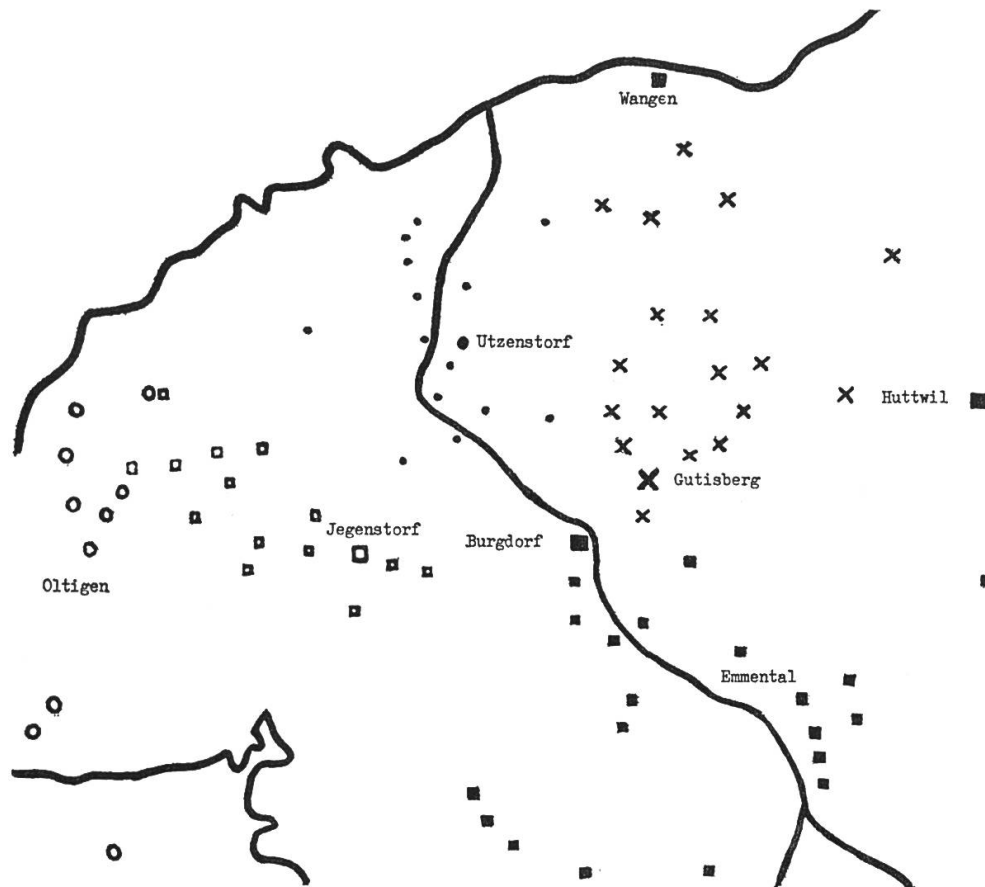 Wangen
Utzenstorf
Huttwil
Gutisberg
Jegenstorf
Burgdorf
Oltigen
Emmental